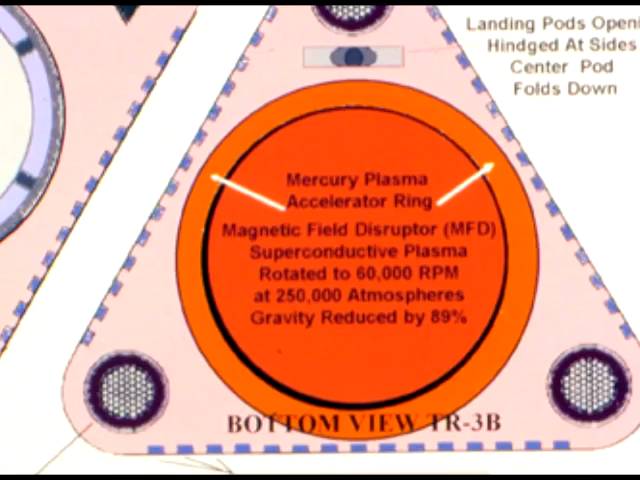 Landing Pods Openi
Hindged At Sides
Center Pod
Folds Down
Mercury Plasma
Accelerator Ring
Magnetic Field Disruptor (MFD)
Superconductive Plasma
Rotated to 60,000 RPM
at 250,000 Atmospheres
Gravity Reduced by 89%
BOTTOM VIEW TR-3B